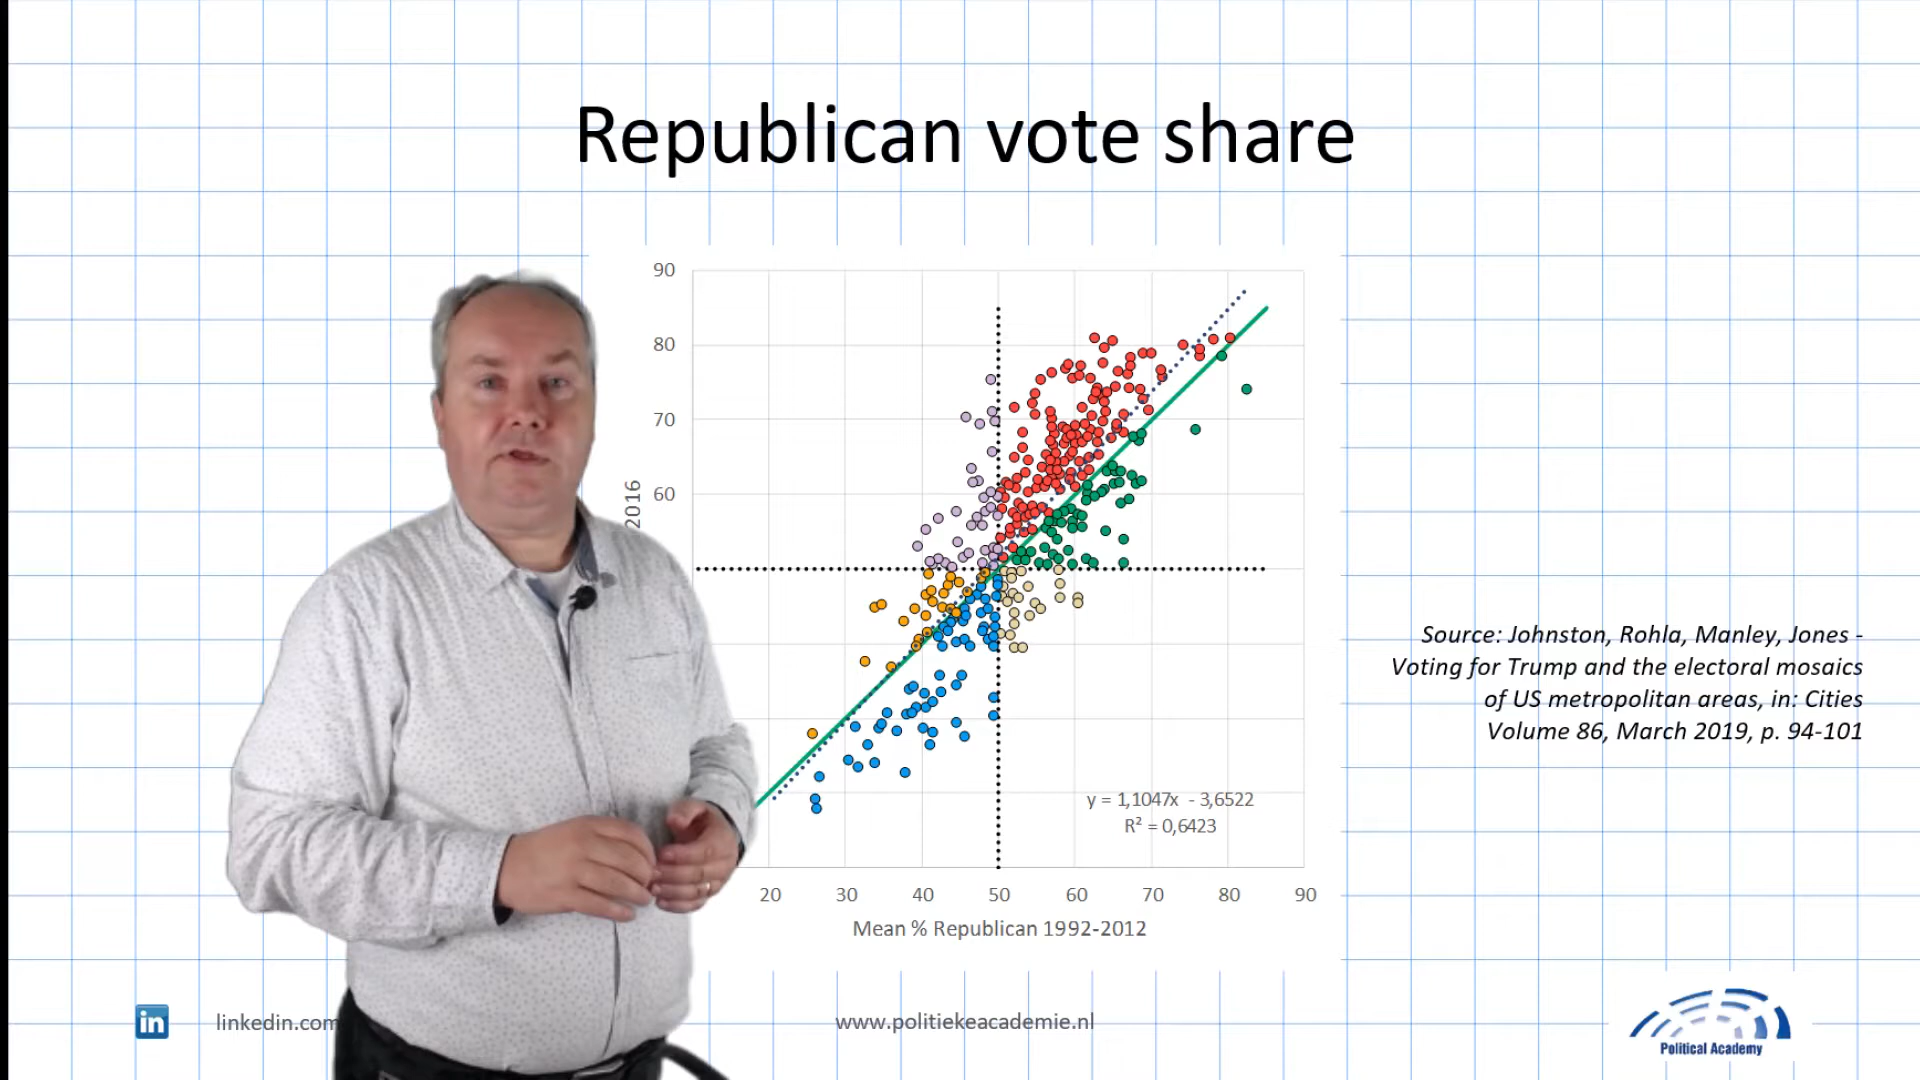 Republican vote share
90
80
70
60
2016
20 30 40 50 60 70 80 90
Mean % Republican 1992-2012
y = 1,1047x - 3,6522
R² = 0,6423
Source: Johnston, Rohla, Manley, Jones -
Voting for Trump and the electoral mosaics
of US metropolitan areas, in: Cities
Volume 86, March 2019, p. 94-101
in
linkedin.com
www.politiekeacademie.nl
Political Academy